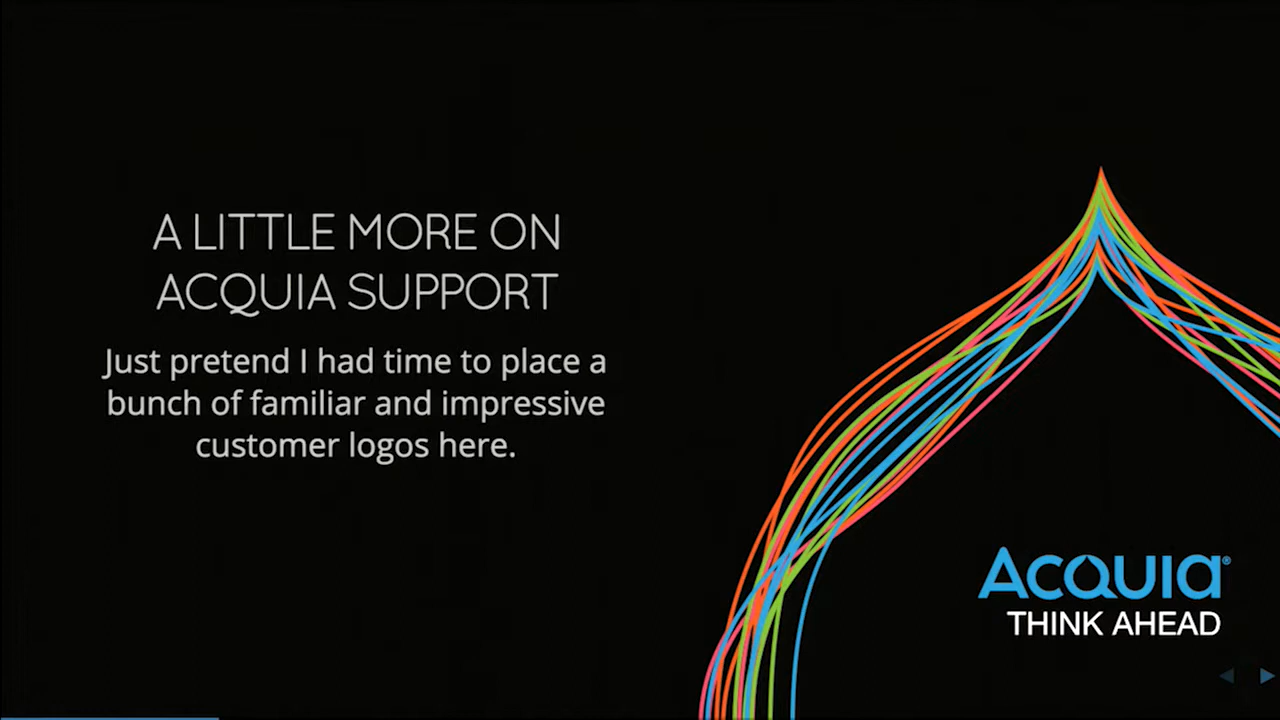 A LITTLE MORE ON
ACQUIA SUPPORT
Just pretend I had time to place a
bunch of familiar and impressive
customer logos here.
ACQUIA®
THINK AHEAD